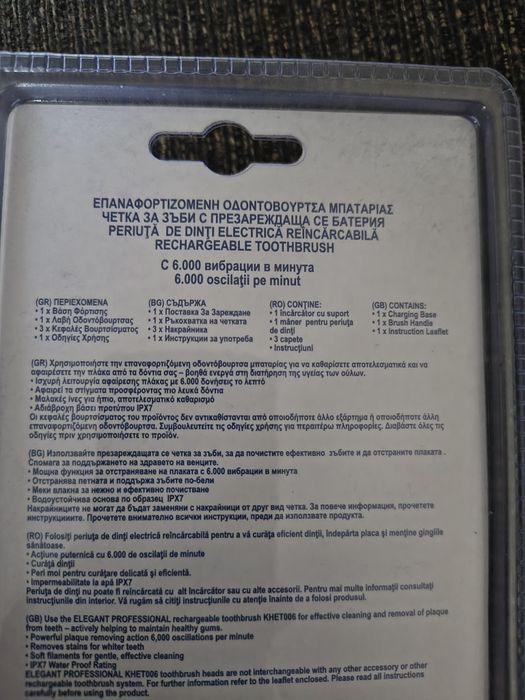 ΕΠΑΝΑΦΟΡΤΙΖΟΜΕΝΗ ΟΔΟΝΤΟΒΟΥΡΤΣΑ ΜΠΑΤΑΡΙΑΣ
ЧЕТКА ЗА ЗЪБИ С ПРЕЗАРЕЖДАЩА СЕ БАТЕРИЯ
PERIUȚĂ DE DINȚI ELECTRICĂ REÎNCĂRCABILĂ
RECHARGEABLE TOOTHBRUSH
С 6.000 вибрации в минута
6.000 oscilații pe minut
(GR) ΠΕΡΙΕΧΟΜΕΝΑ
• 1 x Βάση Φόρτισης
• 1 x Λαβή Οδοντόβουρτσας
• 3 x Κεφαλές Βουρτσίσματος
• 1 x Οδηγίες Χρήσης
(BG) СЪДЪРЖА
• 1 x Поставка За Зареждане
• 1 x Ръкохватка на четката
• 3 x Накрайника
• 1 x Инструкции за употреба
(RO) CONȚINE:
• 1 încărcător cu suport
• 1 mâner pentru periuța
de dinți
• 3 capete
• Instrucțiuni
(GB) CONTAINS:
• 1 x Charging Base
• 1 x Brush Handle
• 1 x Instruction Leaflet
(GR) Χρησιμοποιήστε την επαναφορτιζόμενη οδοντόβουρτσα μπαταρίας για να καθαρίσετε αποτελεσματικά και να
αφαιρέσετε την πλάκα από τα δόντια σας – βοηθά ενεργά στη διατήρηση της υγείας των ούλων.
• Ισχυρή λειτουργία αφαίρεσης πλάκας με 6.000 δονήσεις το λεπτό
• Αφαιρεί τα στίγματα προσφέροντας πιο λευκά δόντια
• Μαλακές ίνες για ήπιο, αποτελεσματικό καθαρισμό
• Αδιάβροχη βάσει προτύπου IPX7
Οι κεφαλές βουρτσίσματος του προϊόντος δεν αντικαθίστανται από οποιοδήποτε άλλο εξάρτημα ή οποιοδήποτε άλλη
επαναφορτιζόμενη οδοντόβουρτσα. Συμβουλευτείτε τις οδηγίες χρήσης για περαιτέρω πληροφορίες. Διαβάστε όλες τις
οδηγίες πριν χρησιμοποιήσετε το προϊόν.
(BG) Използвайте презареждащата се четка за зъби, за да почистите ефективно зъбите и да отстраните плаката .
Спомага за поддържането на здравето на венците.
• Мощна функция за отстраняване на плаката с 6.000 вибрации в минута
• Отстранява петната и поддържа зъбите по-бели
• Меки влакна за нежно и ефективно почистване
• Водоустойчива основа по образец IPX7
Накрайниците не могат да бъдат заменяни с накрайници от друг вид четка. За повече информация, прочетете
инструкциите. Прочетете внимателно всички инструкции, преди да използвате продукта.
(RO) Folosiți periuța de dinți electrică reîncărcabilă pentru a vă curăța eficient dinții, îndepărta placa și menține gingiile
sănătoase.
• Acțiune puternică cu 6.000 de oscilații de minute
• Curăță dinții
• Peri moi pentru curățare delicată și eficientă.
• Impermeabilitate la apă IPX7
Periuța de dinți nu poate fi reîncărcată cu alt încărcător sau cu alte accesorii. Pentru mai multe informații consultați
instrucțiunile din interior. Vă rugăm să citiți instrucțiunile cu atenție înainte de a folosi produsul.
(GB) Use the ELEGANT PROFESSIONAL rechargeable toothbrush KHET006 for effective cleaning and removal of plaque
from teeth – actively helping to maintain healthy gums.
• Powerful plaque removing action 6,000 oscillations per minute
• Removes stains for whiter teeth
• Soft filaments for gentle, effective cleaning
• IPX7 Water Proof Rating
ELEGANT PROFESSIONAL KHET006 toothbrush heads are not interchangeable with any other accessory or other
rechargeable toothbrush. For further information refer to the leaflet enclosed. Please read all instructions
carefully before using the product.